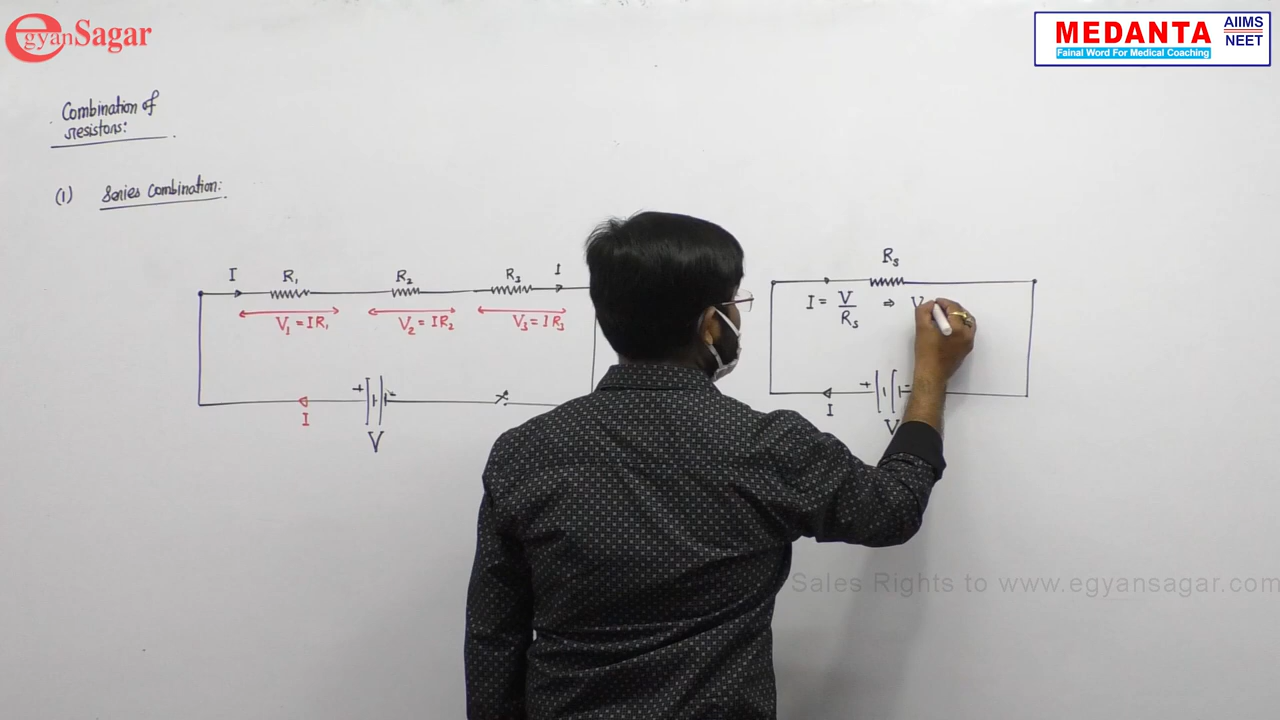 egyanSagar
MEDANTA
AIIMS
NEET
Fainal Word For Medical Coaching
Combination of
resistors:
(1) Series Combination:
I R₁ R₂ R₃ I
V₁ = IR₁ V₂ = IR₂ V₃ = IR₃
+ -
I
V
Rs
I = V/Rs ⇒ V
+ -
I
V
Sales Rights to www.egyansagar.com